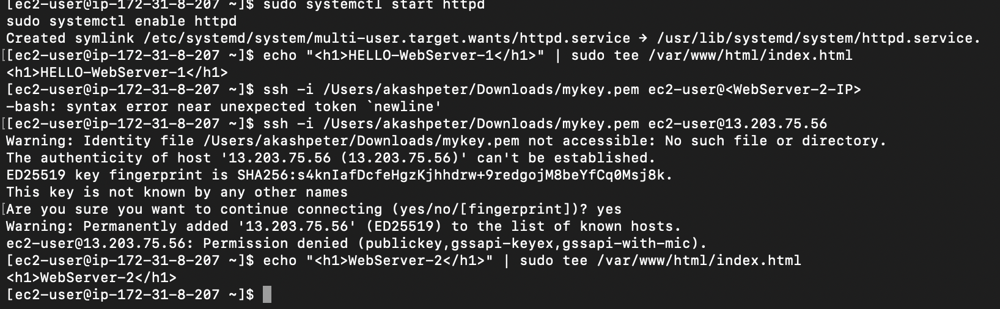 [ec2-user@ip-172-31-8-207 ~]$ sudo systemctl start httpd
sudo systemctl enable httpd
Created symlink /etc/systemd/system/multi-user.target.wants/httpd.service → /usr/lib/systemd/system/httpd.service.
[[ec2-user@ip-172-31-8-207 ~]$ echo "<h1>HELLO-WebServer-1</h1>" | sudo tee /var/www/html/index.html
<h1>HELLO-WebServer-1</h1>
[ec2-user@ip-172-31-8-207 ~]$ ssh -i /Users/akashpeter/Downloads/mykey.pem ec2-user@<WebServer-2-IP>
-bash: syntax error near unexpected token `newline'
[[ec2-user@ip-172-31-8-207 ~]$ ssh -i /Users/akashpeter/Downloads/mykey.pem ec2-user@13.203.75.56
Warning: Identity file /Users/akashpeter/Downloads/mykey.pem not accessible: No such file or directory.
The authenticity of host '13.203.75.56 (13.203.75.56)' can't be established.
ED25519 key fingerprint is SHA256:s4knIafDcfeHgzKjhhdrw+9redgojM8beYfCq0Msj8k.
This key is not known by any other names
[Are you sure you want to continue connecting (yes/no/[fingerprint])? yes
Warning: Permanently added '13.203.75.56' (ED25519) to the list of known hosts.
ec2-user@13.203.75.56: Permission denied (publickey,gssapi-keyex,gssapi-with-mic).
[ec2-user@ip-172-31-8-207 ~]$ echo "<h1>WebServer-2</h1>" | sudo tee /var/www/html/index.html
<h1>WebServer-2</h1>
[ec2-user@ip-172-31-8-207 ~]$